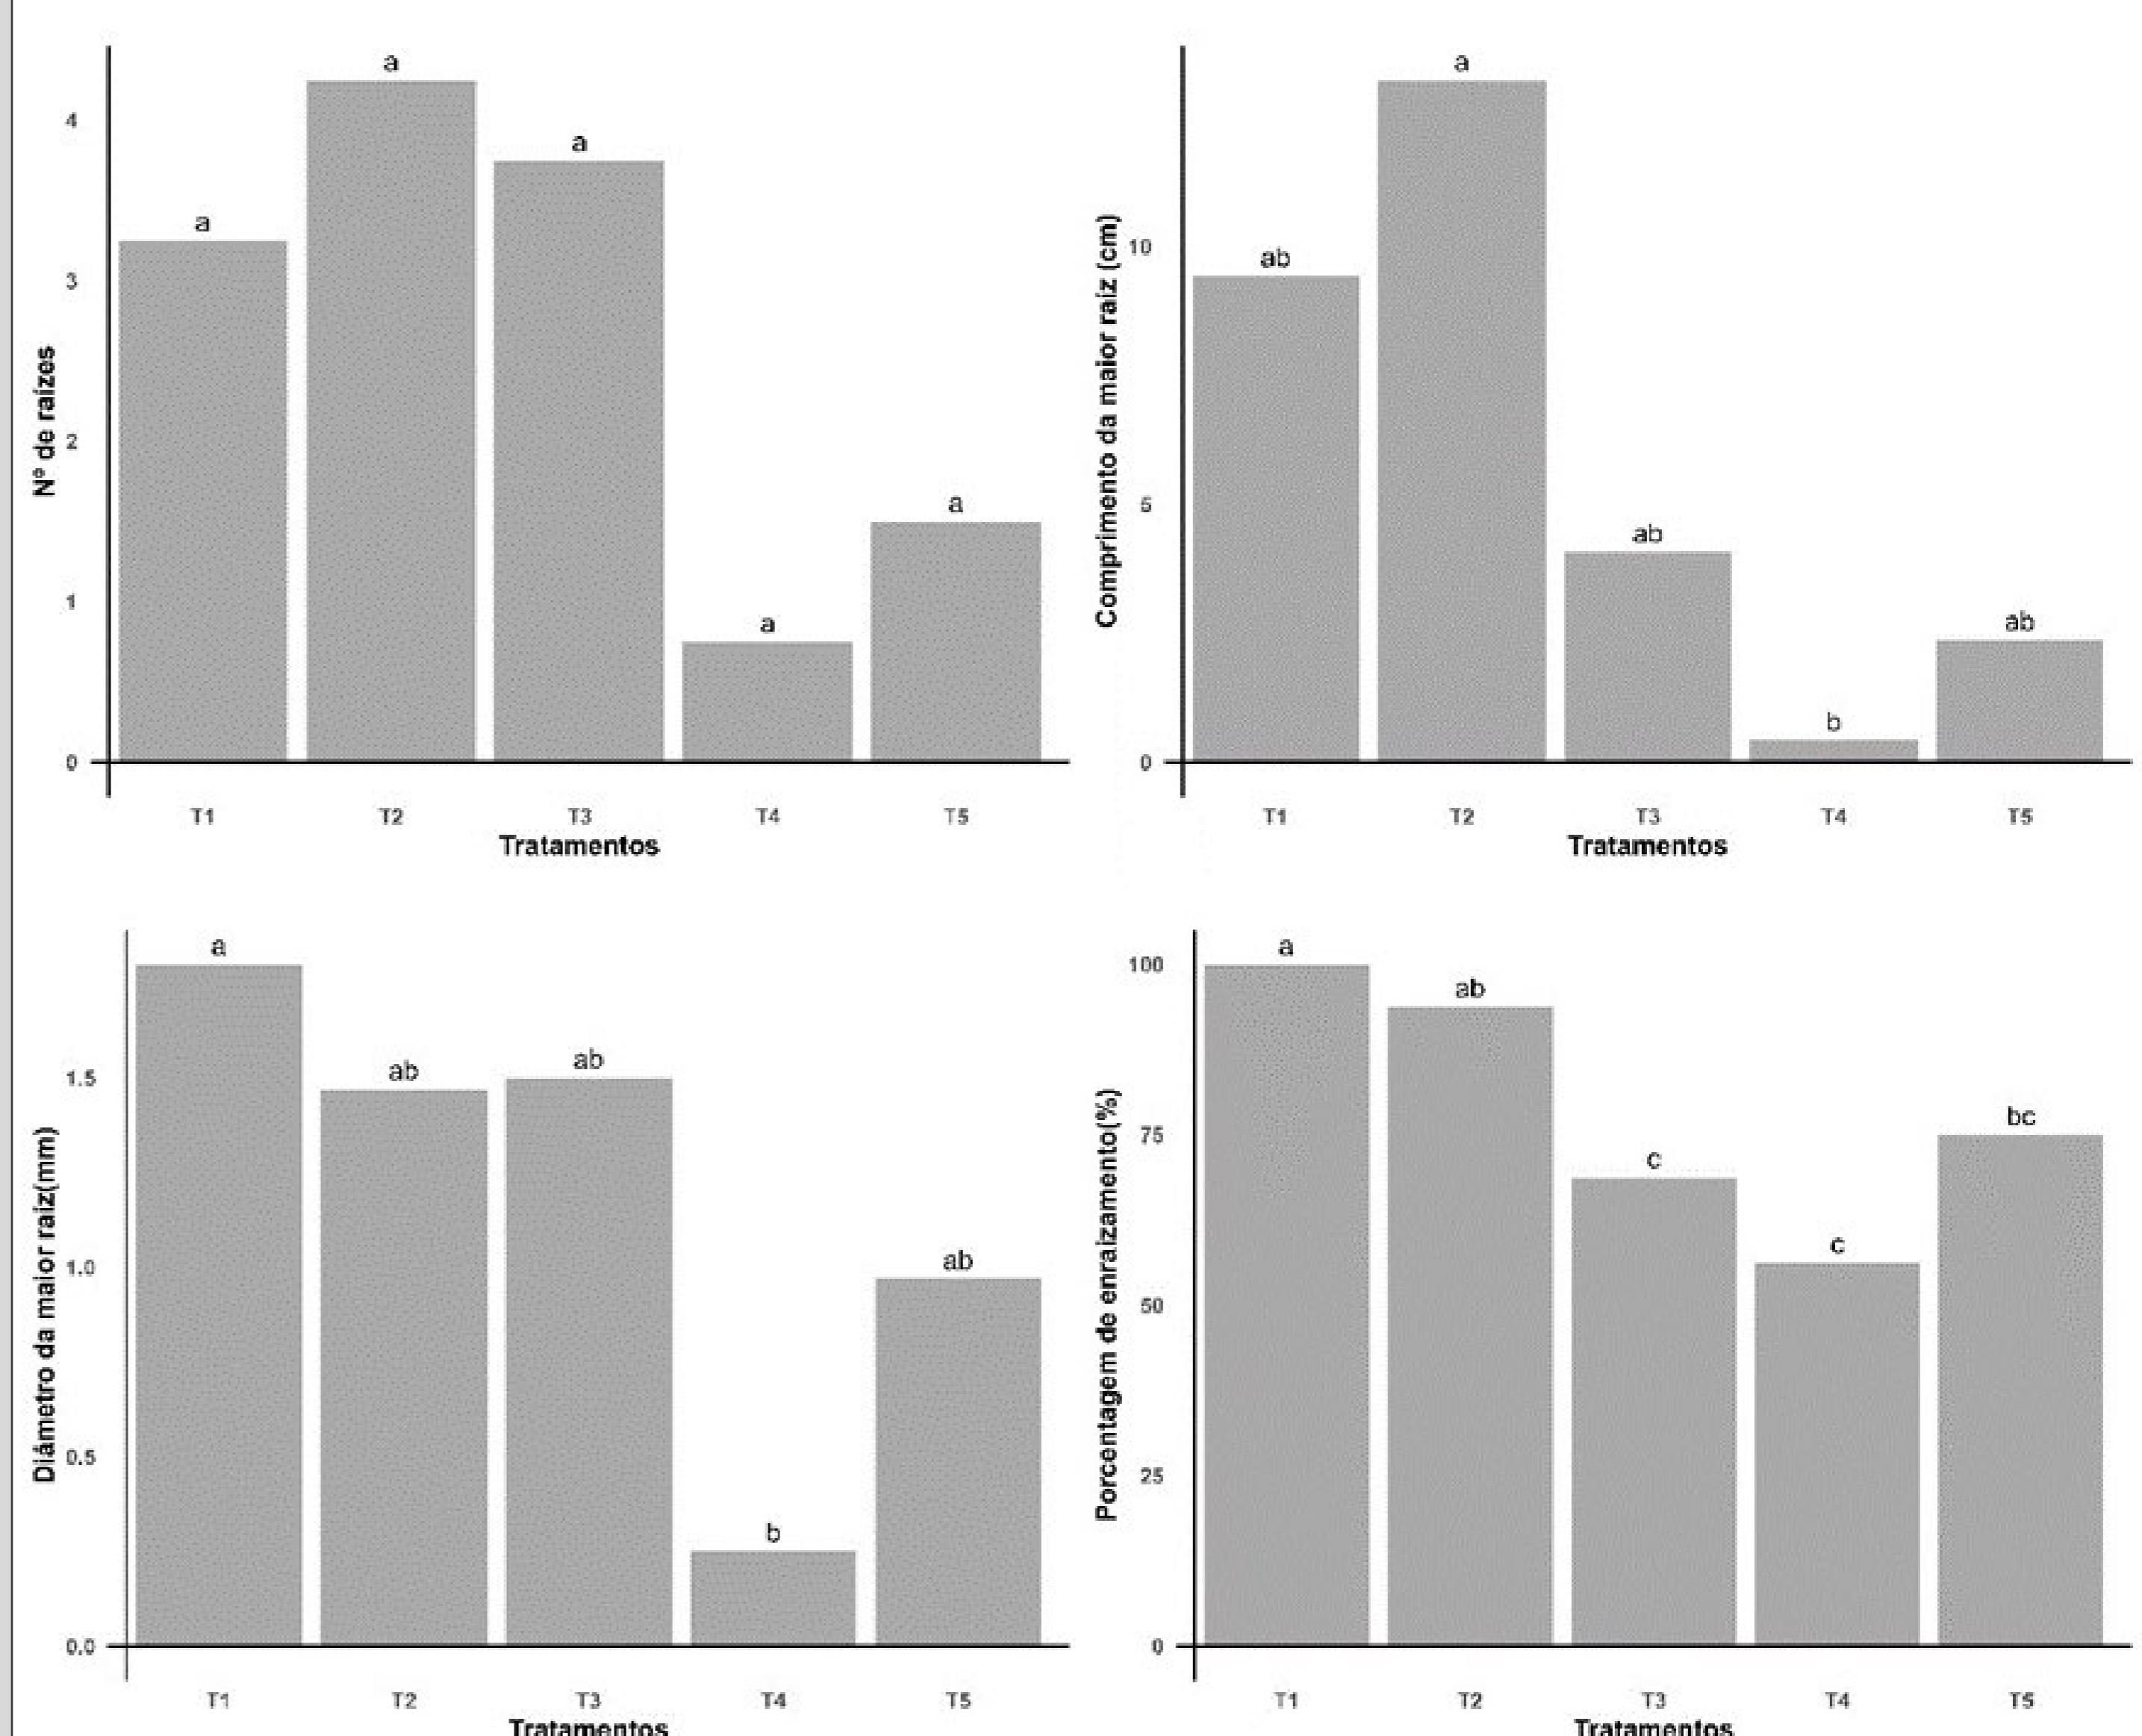 a
4
a
a
3
Nº de raízes
2
a
1
a
0
T1 T2 T3 T4 T5
Tratamentos
a
Comprimento da maior raiz (cm)
10
ab
5
ab
ab
b
0
T1 T2 T3 T4 T5
Tratamentos
a
ab
ab
1.5
Diâmetro da maior raiz(mm)
1.0
ab
0.5
b
0.0
T1 T2 T3 T4 T5
Tratamentos
a
100
ab
Porcentagem de enraizamento(%)
75
bc
c
c
50
25
0
T1 T2 T3 T4 T5
Tratamentos